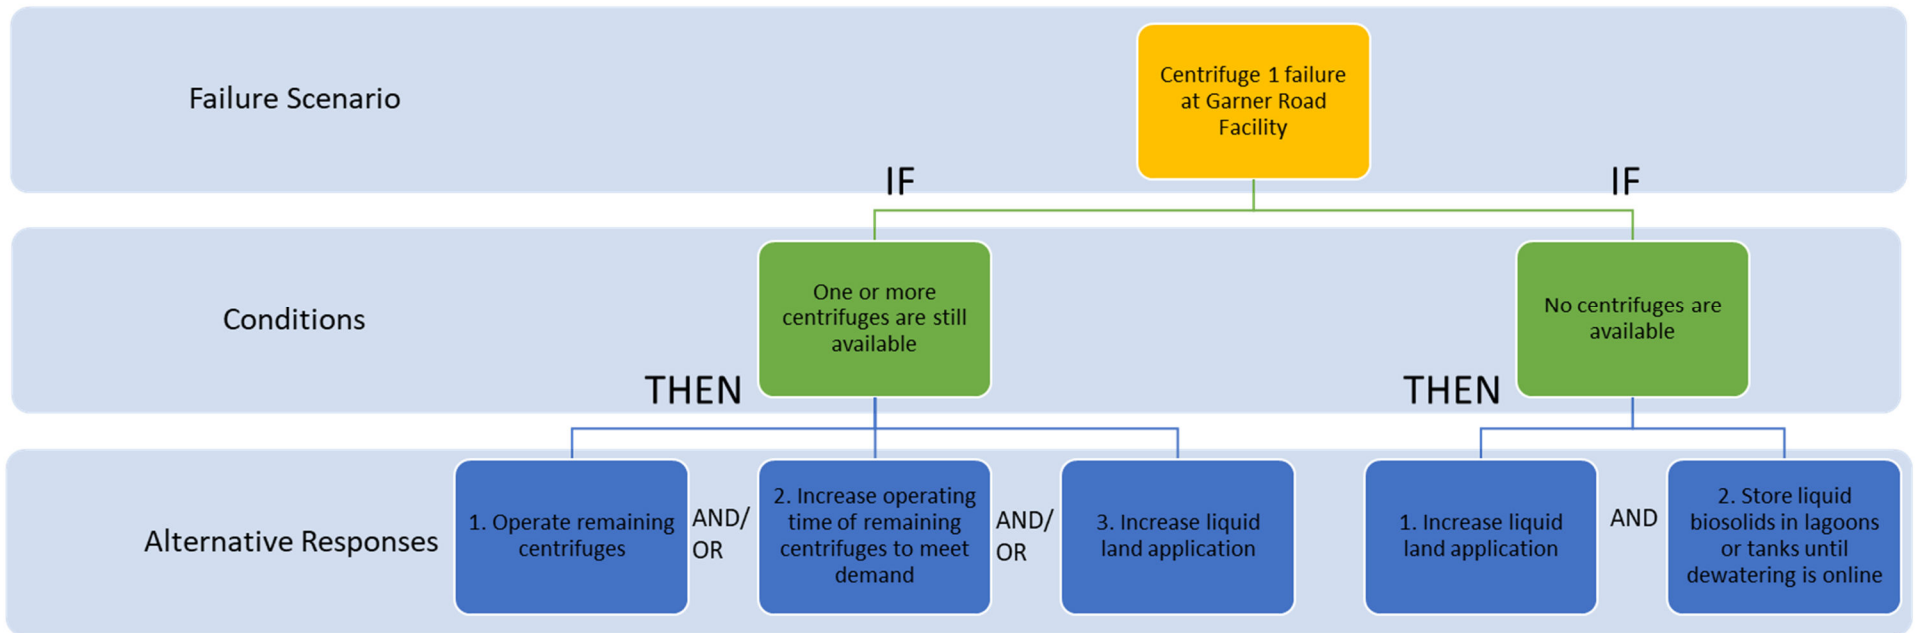 Failure Scenario
Centrifuge 1 failure
at Garner Road
Facility
IF
IF
Conditions
One or more
centrifuges are still
available
No centrifuges are
available
THEN
THEN
Alternative Responses
1. Operate remaining
centrifuges
AND/
OR
2. Increase operating
time of remaining
centrifuges to meet
demand
AND/
OR
3. Increase liquid
land application
1. Increase liquid
land application
AND
2. Store liquid
biosolids in lagoons
or tanks until
dewatering is online